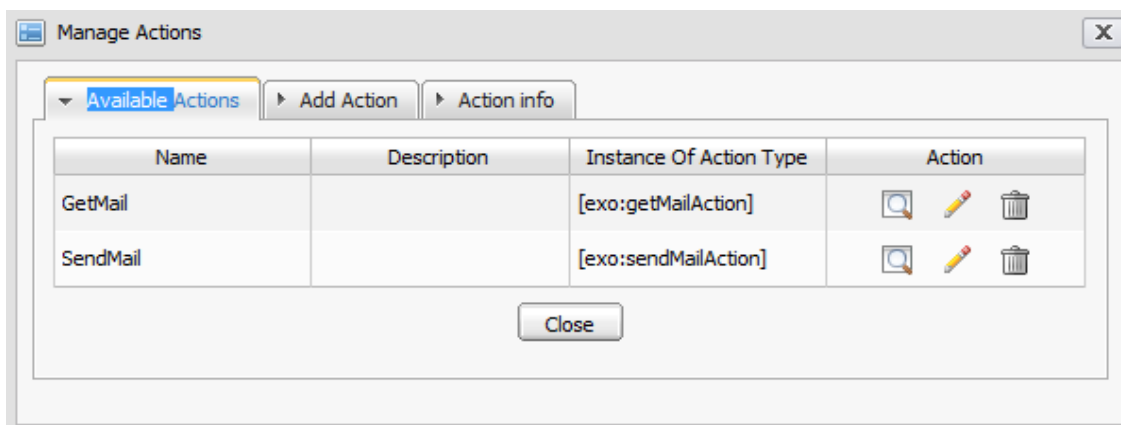 Manage Actions
Available Actions Add Action Action info
Name Description Instance Of Action Type Action
GetMail [exo:getMailAction]
SendMail [exo:sendMailAction]
Close